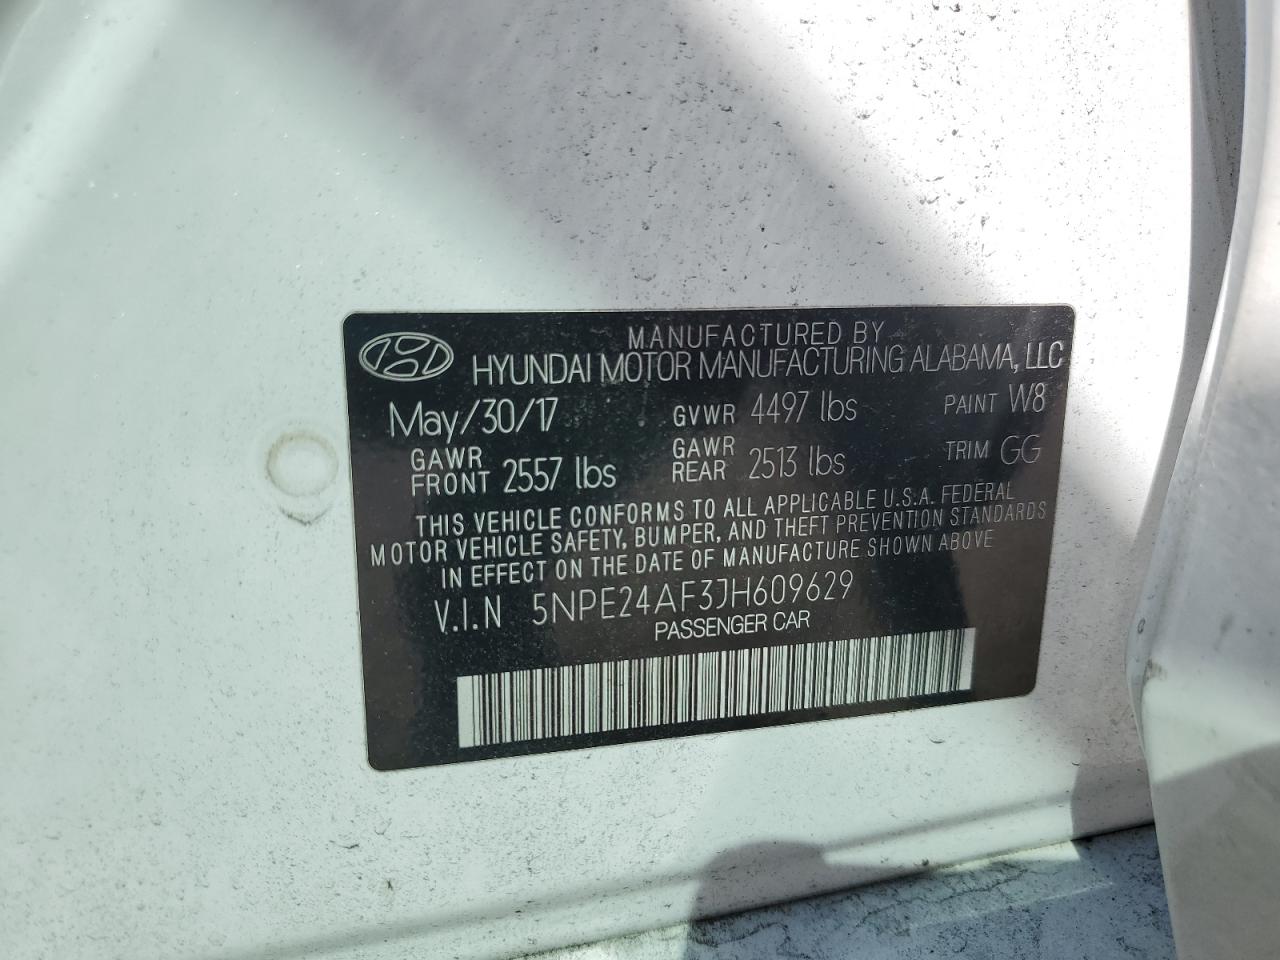 MANUFACTURED BY
HYUNDAI MOTOR MANUFACTURING ALABAMA, LLC
May/30/17 GVWR 4497 lbs PAINT W8
GAWR FRONT 2557 lbs GAWR REAR 2513 lbs TRIM GG
THIS VEHICLE CONFORMS TO ALL APPLICABLE U.S.A. FEDERAL
MOTOR VEHICLE SAFETY, BUMPER, AND THEFT PREVENTION STANDARDS
IN EFFECT ON THE DATE OF MANUFACTURE SHOWN ABOVE
V.I.N 5NPE24AF3JH609629
PASSENGER CAR